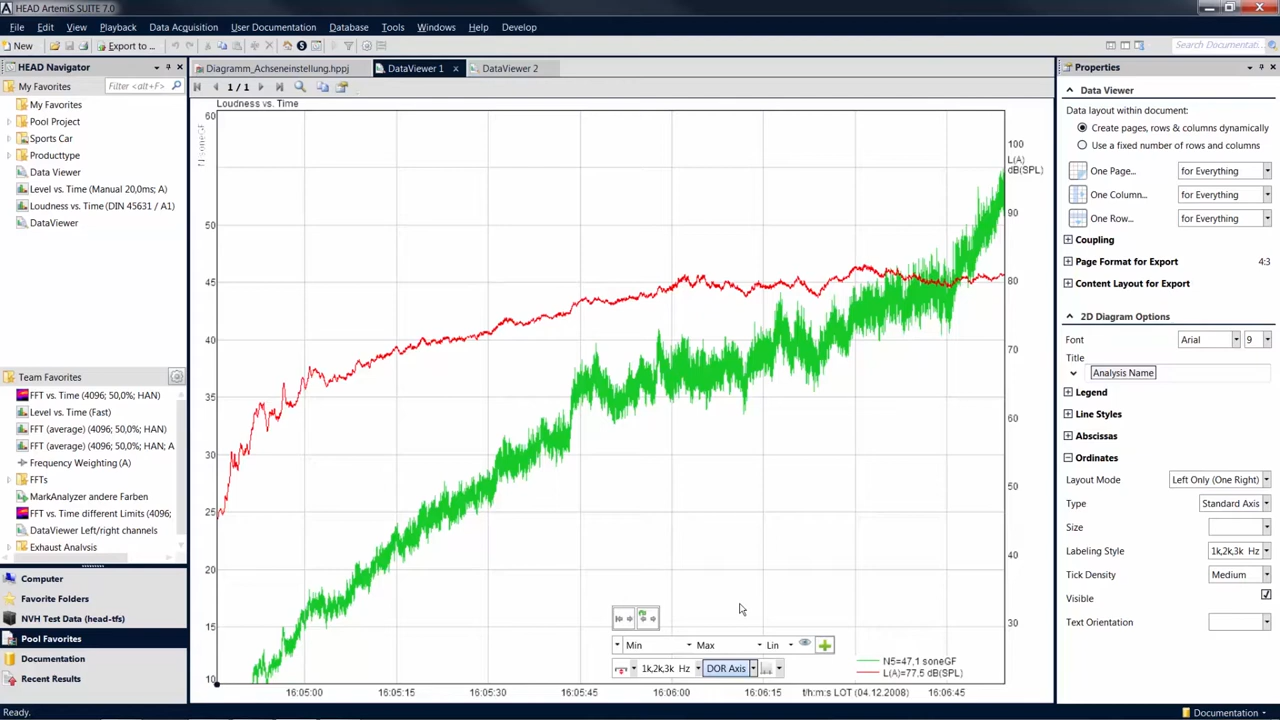 HEAD ArtemiS SUITE 7.0
File Edit View Playback Data Acquisition User Documentation Database Tools Windows Help Develop
New Export to ... Search Documentat...
HEAD Navigator
My Favorites Filter <alt+F>
My Favorites
Pool Project
Sports Car
Producttype
Data Viewer
Level vs. Time (Manual 20,0ms; A)
Loudness vs. Time (DIN 45631 / A1)
DataViewer
Team Favorites
FFT vs. Time (4096; 50,0%; HAN)
Level vs. Time (Fast)
FFT (average) (4096; 50,0%; HAN)
FFT (average) (4096; 50,0%; HAN; A
Frequency Weighting (A)
FFTs
MarkAnalyzer andere Farben
FFT vs. Time different Limits (4096;
DataViewer Left/right channels
Exhaust Analysis
Computer
Favorite Folders
NVH Test Data (head-tfs)
Pool Favorites
Documentation
Recent Results
Ready.
Diagramm_Achseneinstellung.hppj DataViewer 1 DataViewer 2
1 / 1
Loudness vs. Time
N soneGF
60
50
45
40
35
30
25
20
15
10
100
L(A)
dB(SPL)
90
80
70
60
50
40
30
Min Max Lin
1k,2k,3k Hz DOR Axis
N5=47,1 soneGF
L(A)=77,5 dB(SPL)
16:05:00 16:05:15 16:05:30 16:05:45 16:06:00 16:06:15 t/h:m:s LOT (04.12.2008) 16:06:45
Properties
Data Viewer
Data layout within document:
Create pages, rows & columns dynamically
Use a fixed number of rows and columns
One Page... for Everything
One Column... for Everything
One Row... for Everything
Coupling
Page Format for Export 4:3
Content Layout for Export
2D Diagram Options
Font Arial 9
Title
Analysis Name
Legend
Line Styles
Abscissas
Ordinates
Layout Mode Left Only (One Right)
Type Standard Axis
Size
Labeling Style 1k,2k,3k Hz
Tick Density Medium
Visible
Text Orientation
Documentation